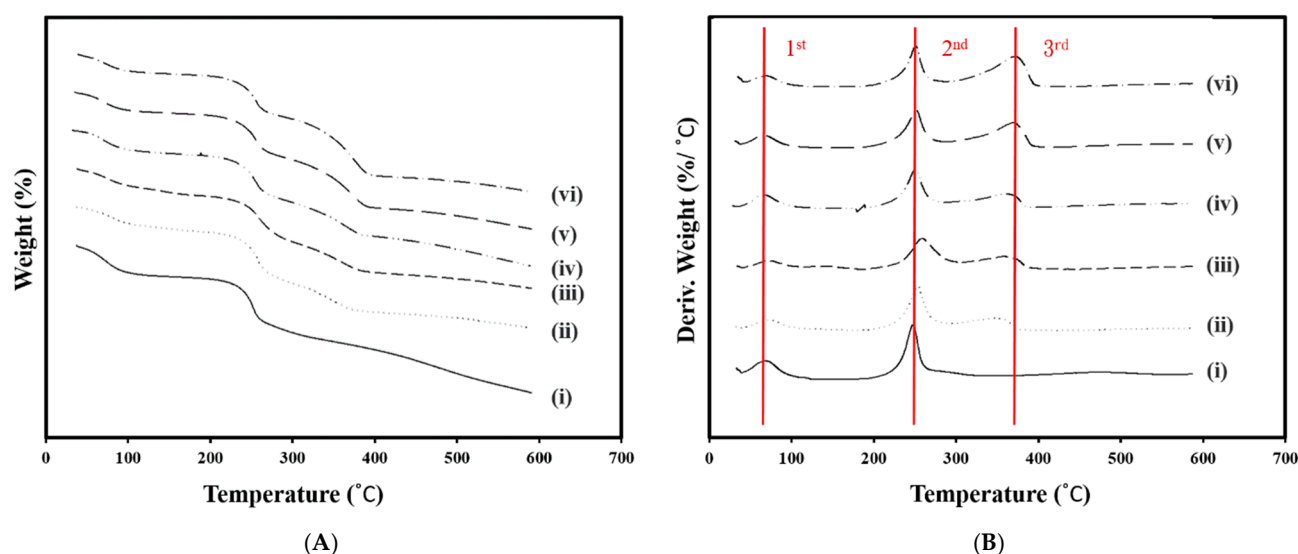 Weight (%)
(vi)
(v)
(iv)
(iii)
(ii)
(i)
0 100 200 300 400 500 600 700
Temperature (˚C)
(A)
Deriv. Weight (%/ ˚C)
1st 2nd 3rd
(vi)
(v)
(iv)
(iii)
(ii)
(i)
0 100 200 300 400 500 600 700
Temperature (˚C)
(B)